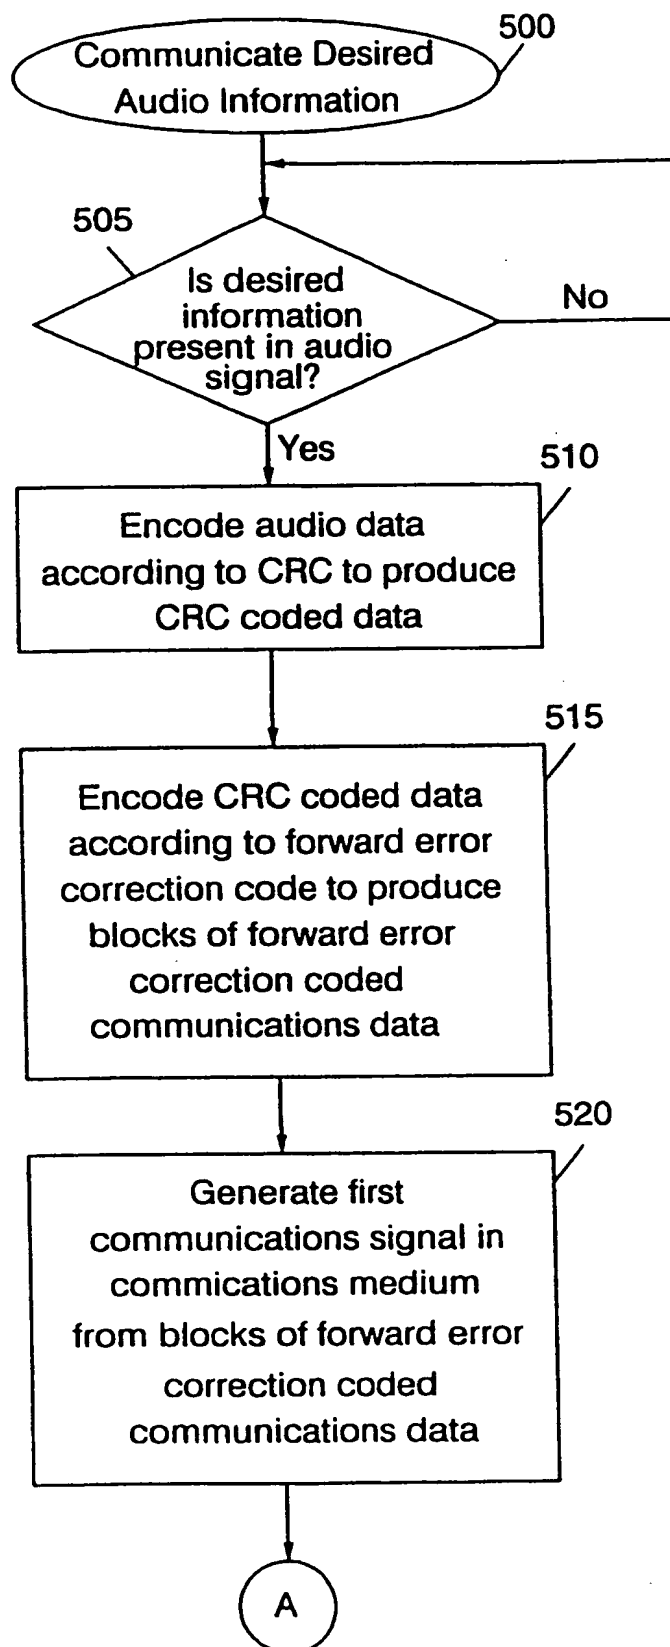 500
Communicate Desired
Audio Information
505
Is desired
information
present in audio
signal?
No
Yes
510
Encode audio data
according to CRC to produce
CRC coded data
515
Encode CRC coded data
according to forward error
correction code to produce
blocks of forward error
correction coded
communications data
520
Generate first
communications signal in
commications medium
from blocks of forward error
correction coded
communications data
A